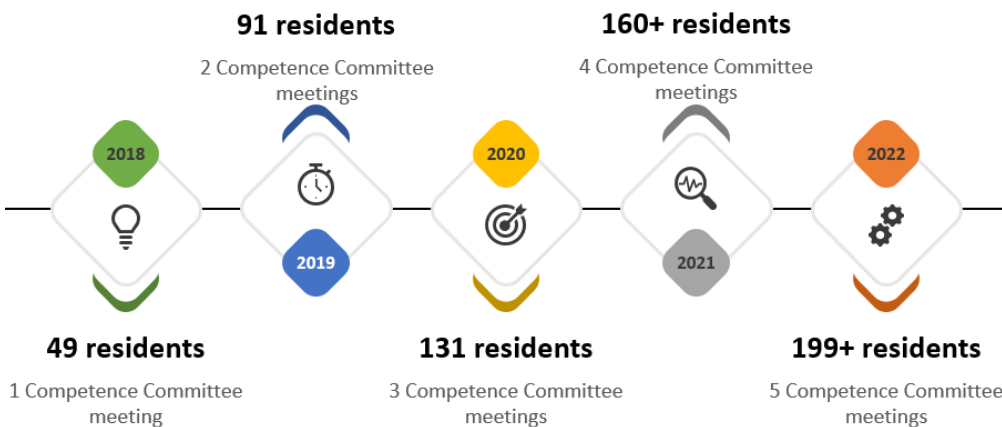 91 residents
2 Competence Committee
meetings
160+ residents
4 Competence Committee
meetings
2018
2019
2020
2021
2022
49 residents
1 Competence Committee
meeting
131 residents
3 Competence Committee
meetings
199+ residents
5 Competence Committee
meetings